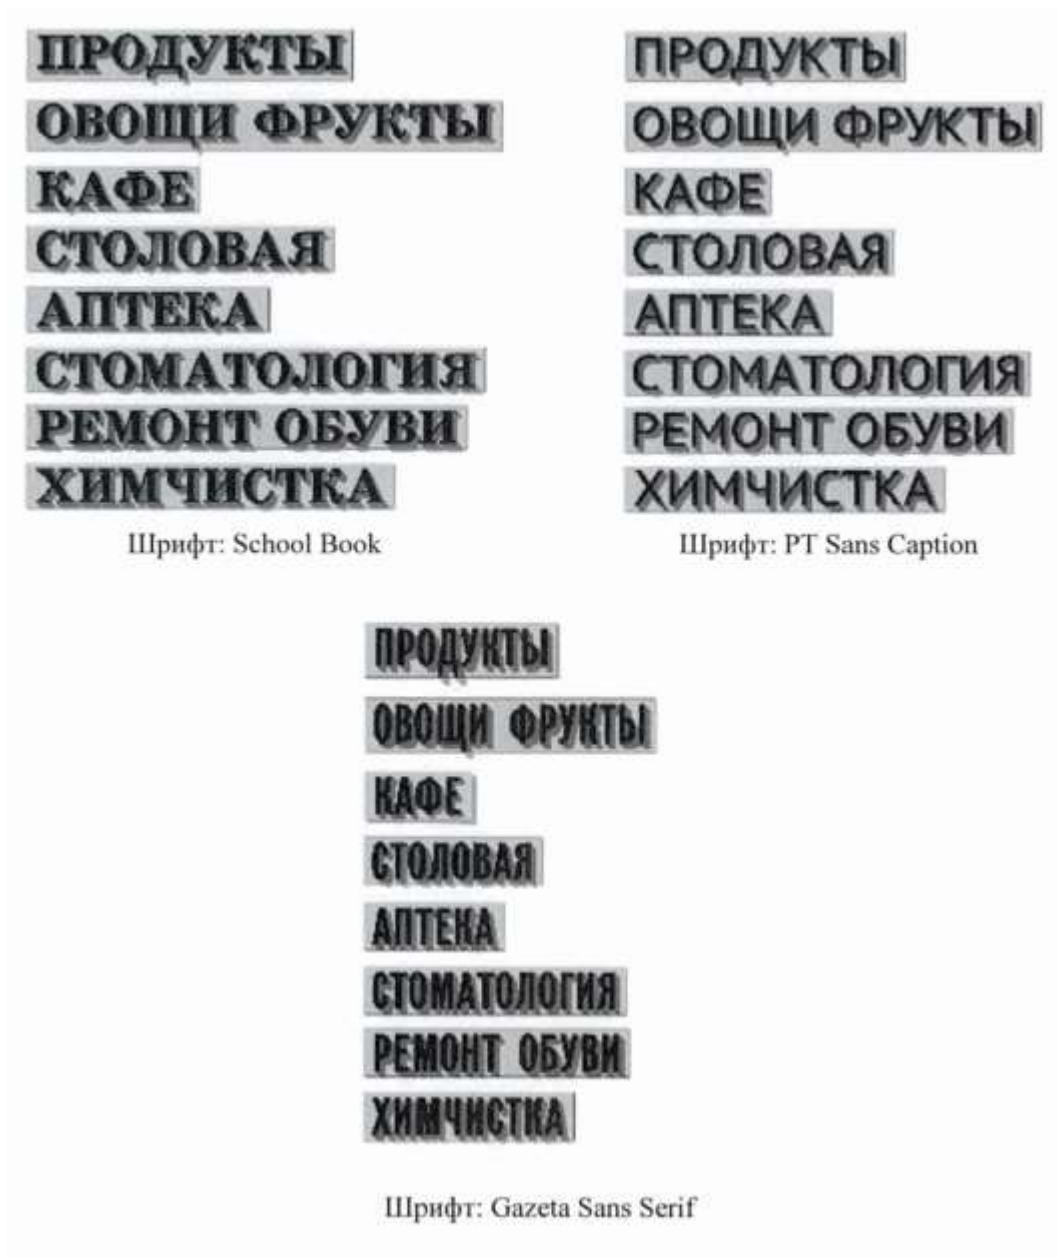 ПРОДУКТЫ
ОВОЩИ ФРУКТЫ
КАФЕ
СТОЛОВАЯ
АПТЕКА
СТОМАТОЛОГИЯ
РЕМОНТ ОБУВИ
ХИМЧИСТКА
Шрифт: School Book
ПРОДУКТЫ
ОВОЩИ ФРУКТЫ
КАФЕ
СТОЛОВАЯ
АПТЕКА
СТОМАТОЛОГИЯ
РЕМОНТ ОБУВИ
ХИМЧИСТКА
Шрифт: PT Sans Caption
ПРОДУКТЫ
ОВОЩИ ФРУКТЫ
КАФЕ
СТОЛОВАЯ
АПТЕКА
СТОМАТОЛОГИЯ
РЕМОНТ ОБУВИ
ХИМЧИСТКА
Шрифт: Gazeta Sans Serif